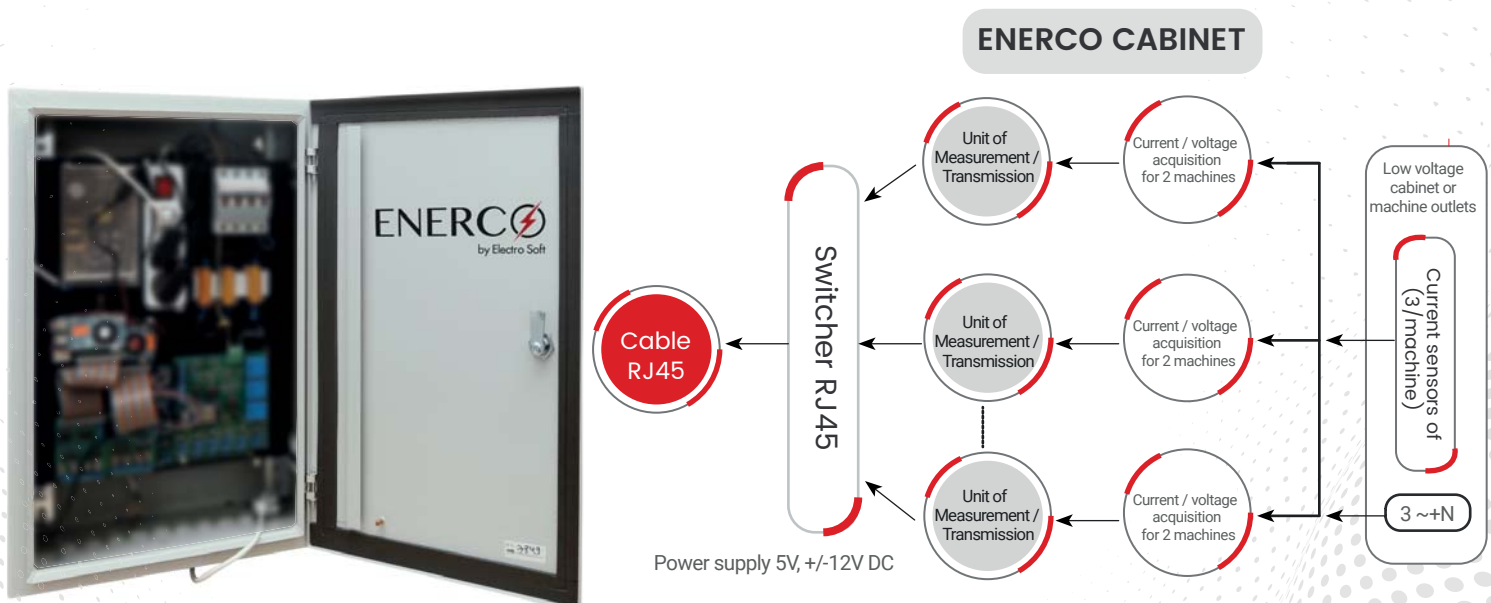 ENERCO CABINET
ENERCO
by Electro Soft
Cable
RJ45
Switcher RJ45
Power supply 5V, +/-12V DC
Unit of
Measurement /
Transmission
Current / voltage
acquisition
for 2 machines
Unit of
Measurement /
Transmission
Current / voltage
acquisition
for 2 machines
Unit of
Measurement /
Transmission
Current / voltage
acquisition
for 2 machines
Low voltage
cabinet or
machine outlets
Current sensors of
(3/machine)
3 ~+N